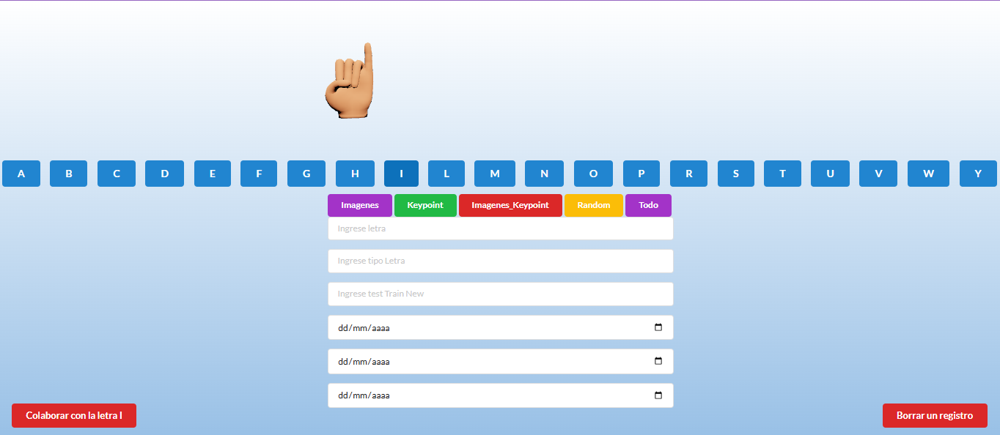 A B C D E F G H I L M N O P R S T U V W Y
Imagenes Keypoint Imagenes_Keypoint Random Todo
Ingrese letra
Ingrese tipo Letra
Ingrese test Train New
dd/mm/aaaa
dd/mm/aaaa
dd/mm/aaaa
Colaborar con la letra I Borrar un registro